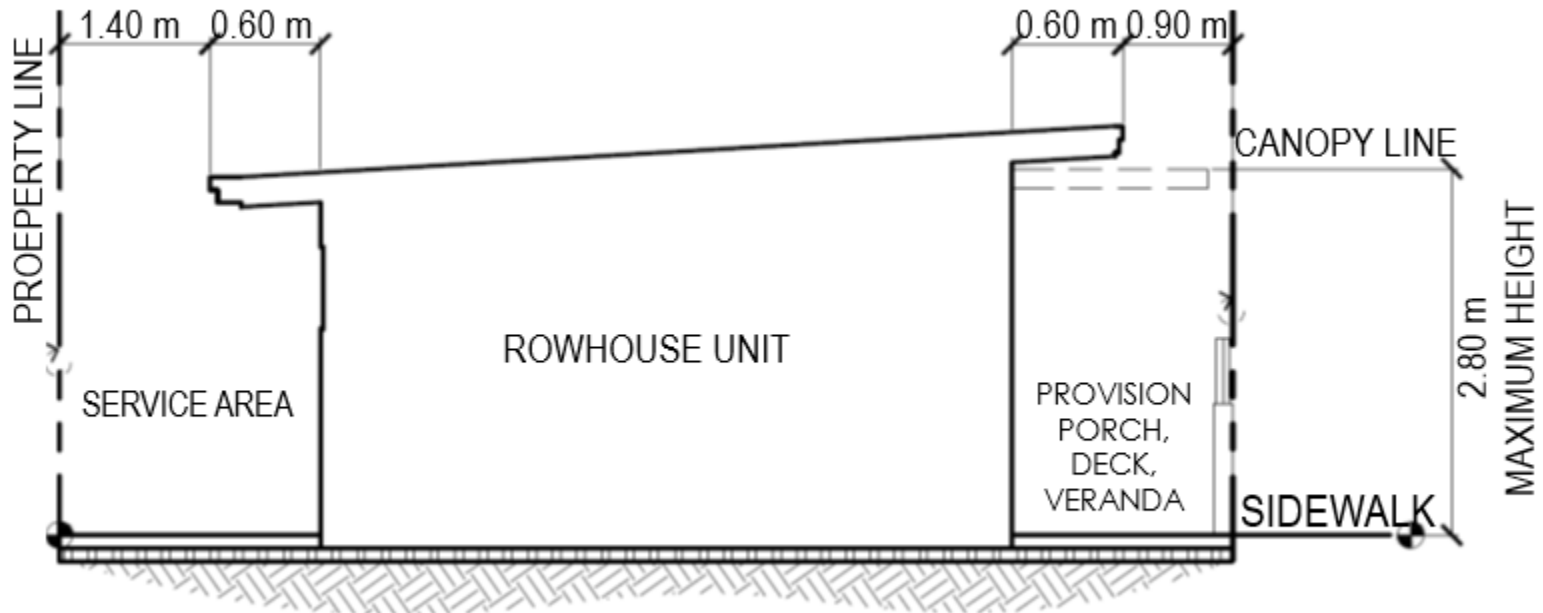 1.40 m 0.60 m
0.60 m 0.90 m
PROEPERTY LINE
CANOPY LINE
ROWHOUSE UNIT
SERVICE AREA
PROVISION
PORCH,
DECK,
VERANDA
2.80 m
MAXIMUM HEIGHT
SIDEWALK